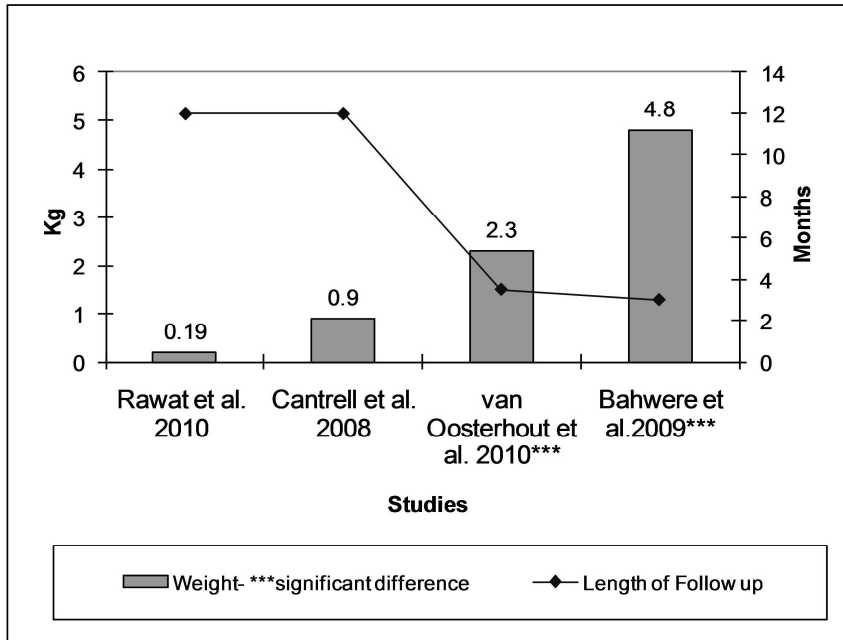 6
5
4
3
2
1
0
Kg
14
12
10
8
6
4
2
0
Months
0.19
0.9
2.3
4.8
Rawat et al.
2010
Cantrell et al.
2008
van
Oosterhout et
al. 2010***
Bahwere et
al.2009***
Studies
Weight- ***significant difference
Length of Follow up